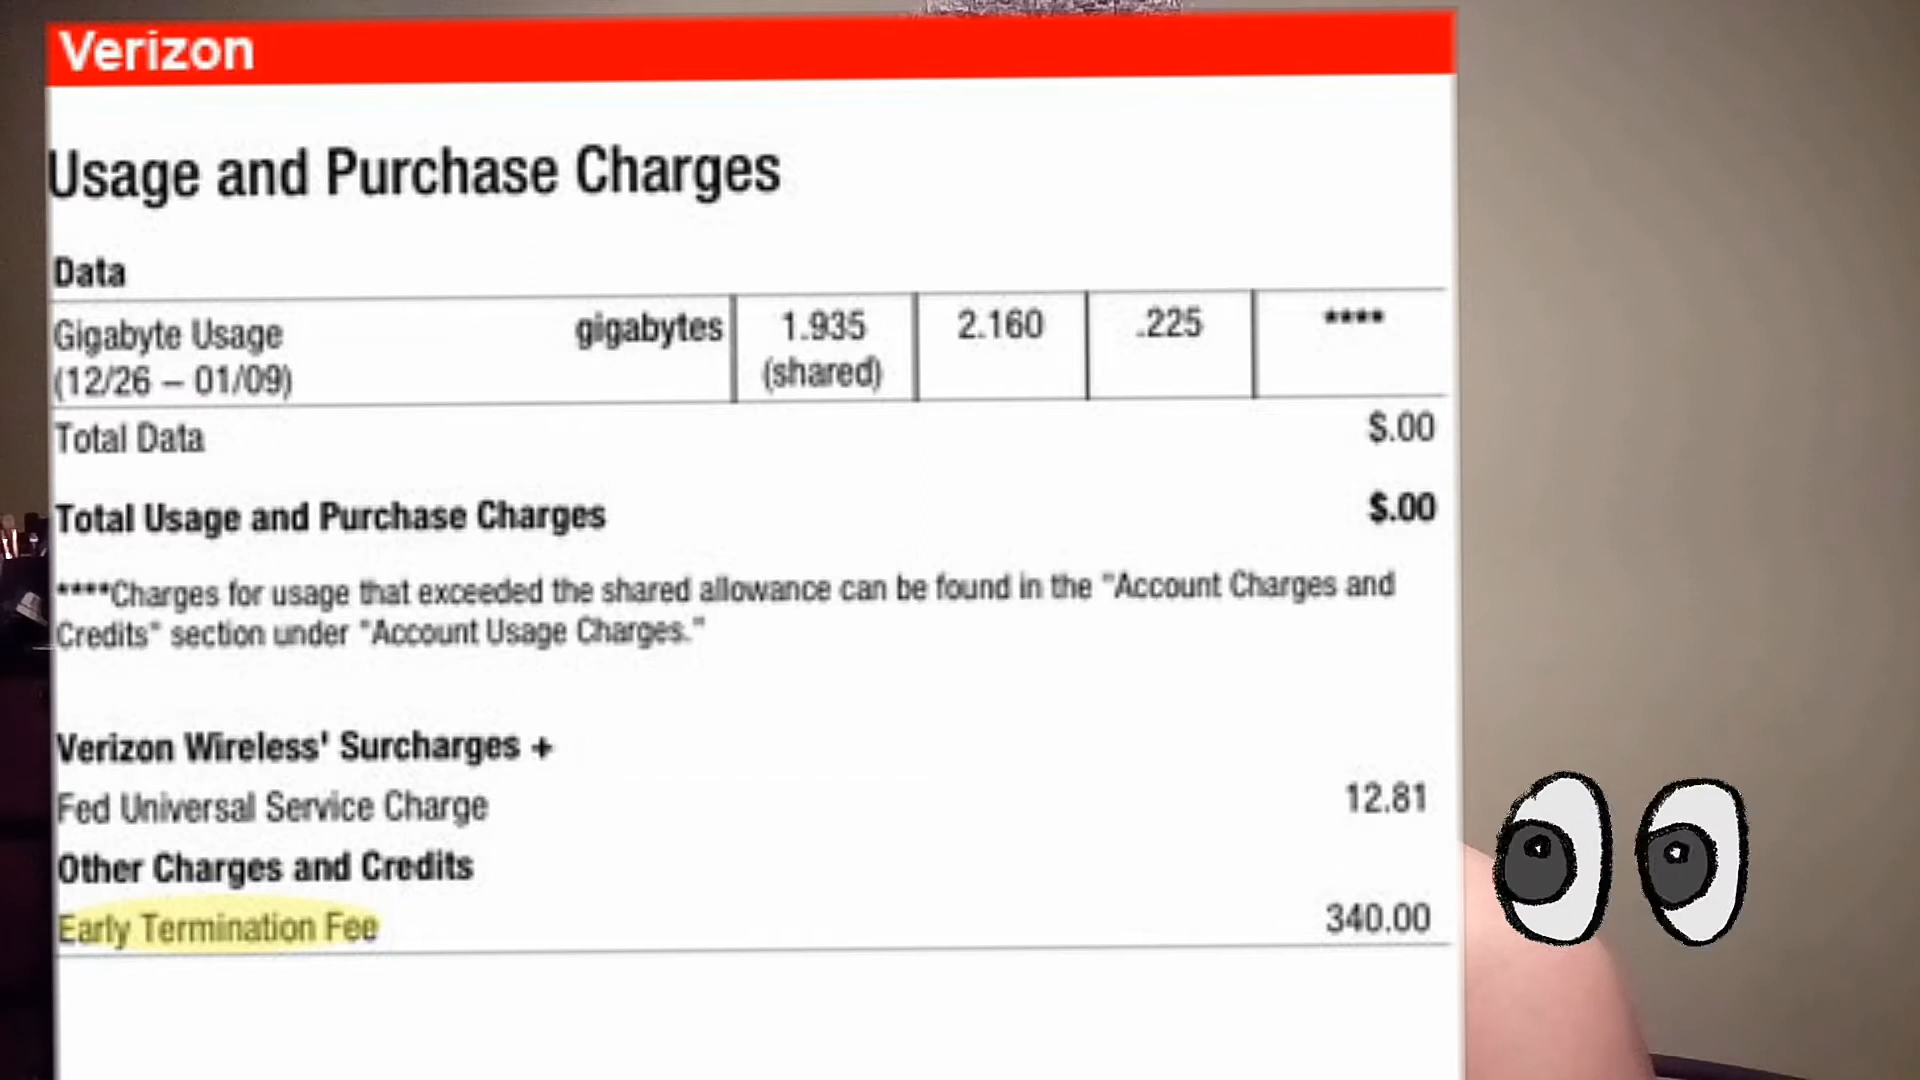 Verizon
Usage and Purchase Charges
Data
Gigabyte Usage gigabytes 1.935 2.160 .225 ****
(12/26 – 01/09) (shared)
Total Data $.00
Total Usage and Purchase Charges $.00
****Charges for usage that exceeded the shared allowance can be found in the "Account Charges and
Credits" section under "Account Usage Charges."
Verizon Wireless' Surcharges +
Fed Universal Service Charge 12.81
Other Charges and Credits
Early Termination Fee 340.00